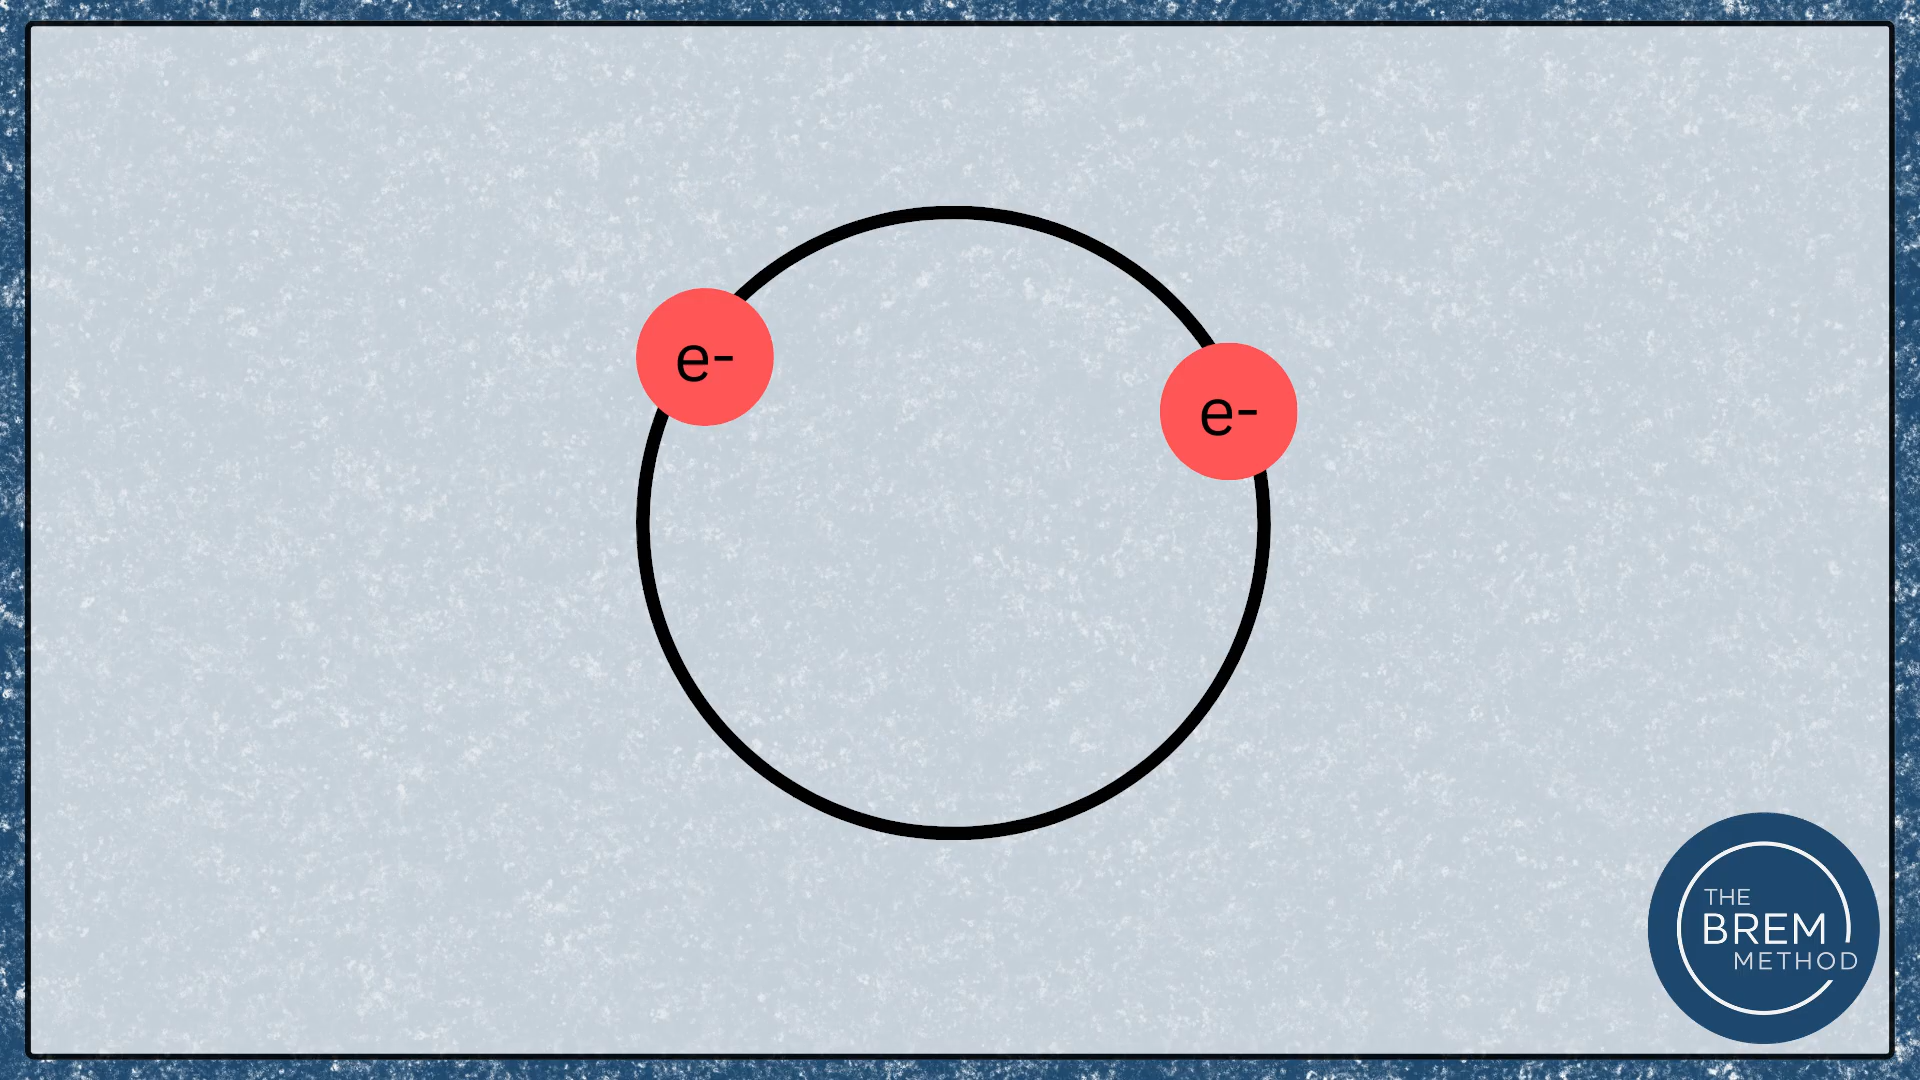 e-
e-
THE
BREM
METHOD